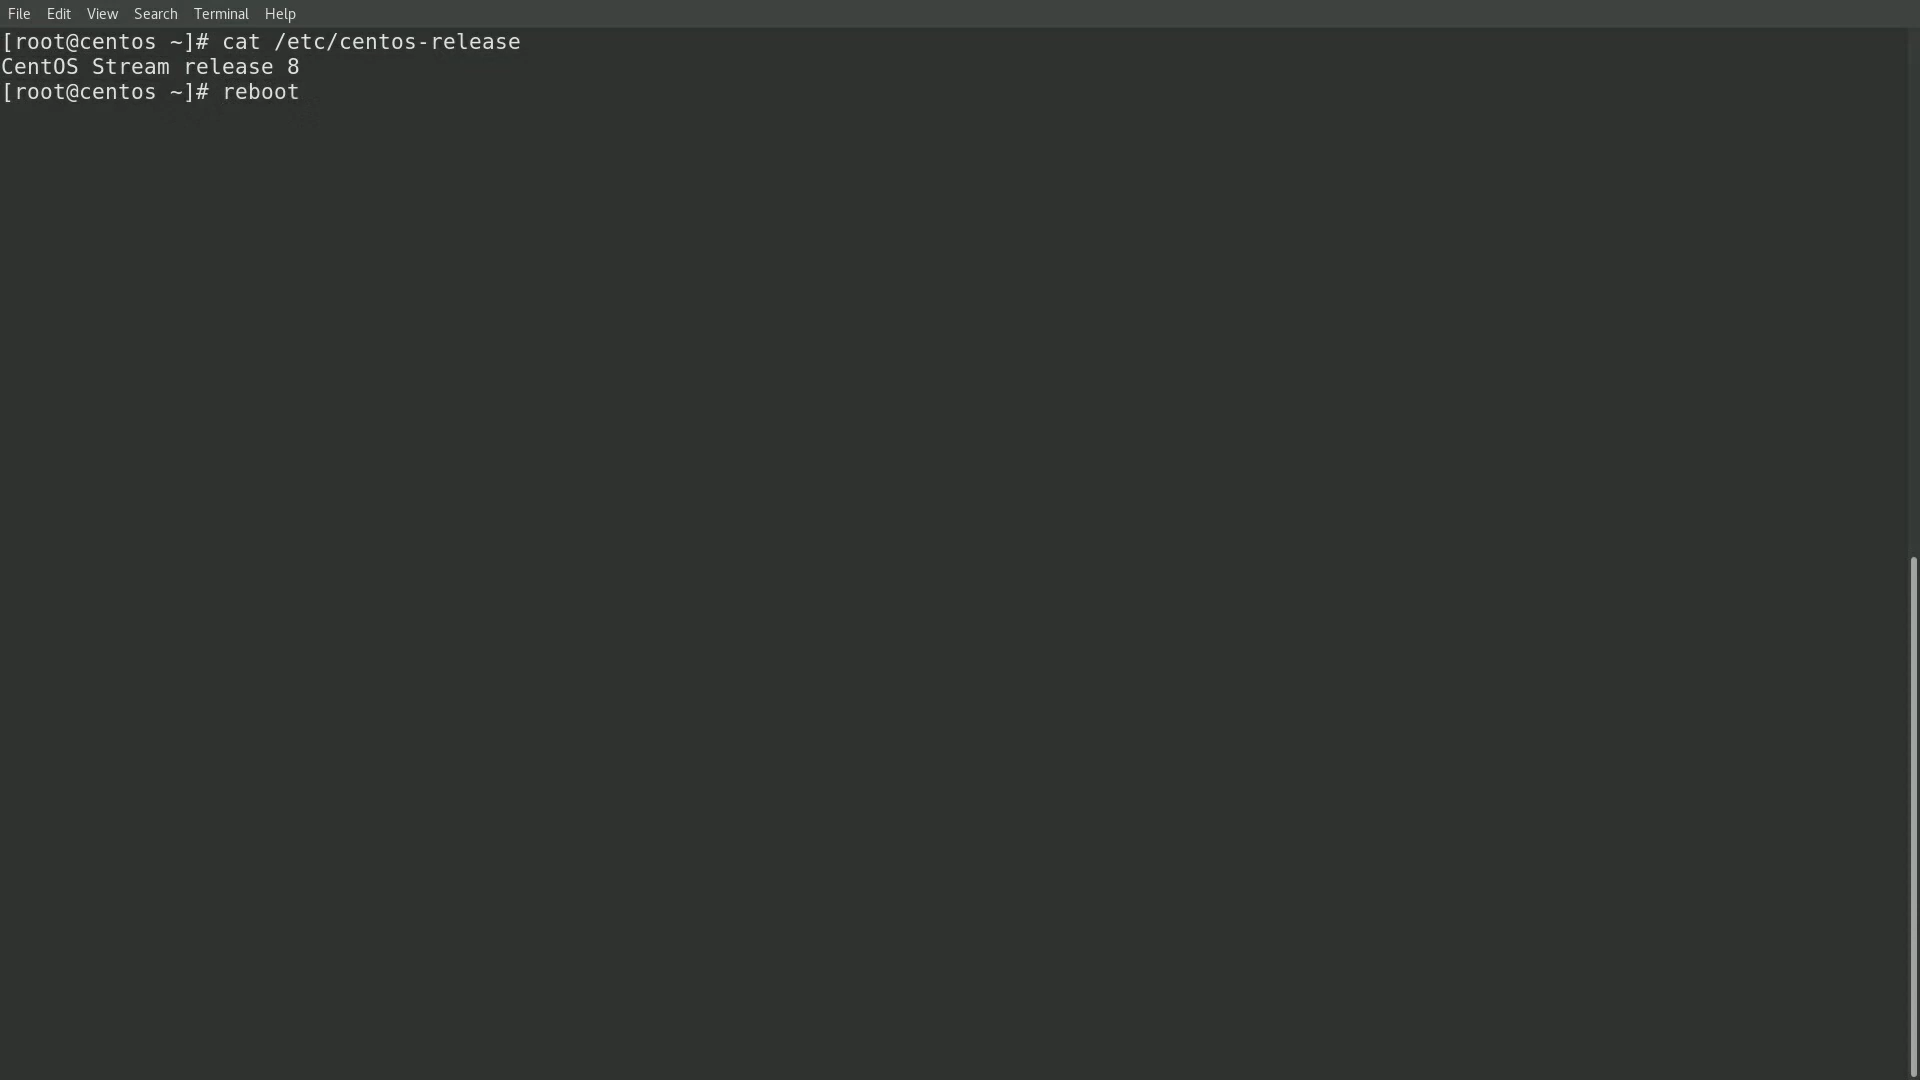 File Edit View Search Terminal Help
[root@centos ~]# cat /etc/centos-release
CentOS Stream release 8
[root@centos ~]# reboot